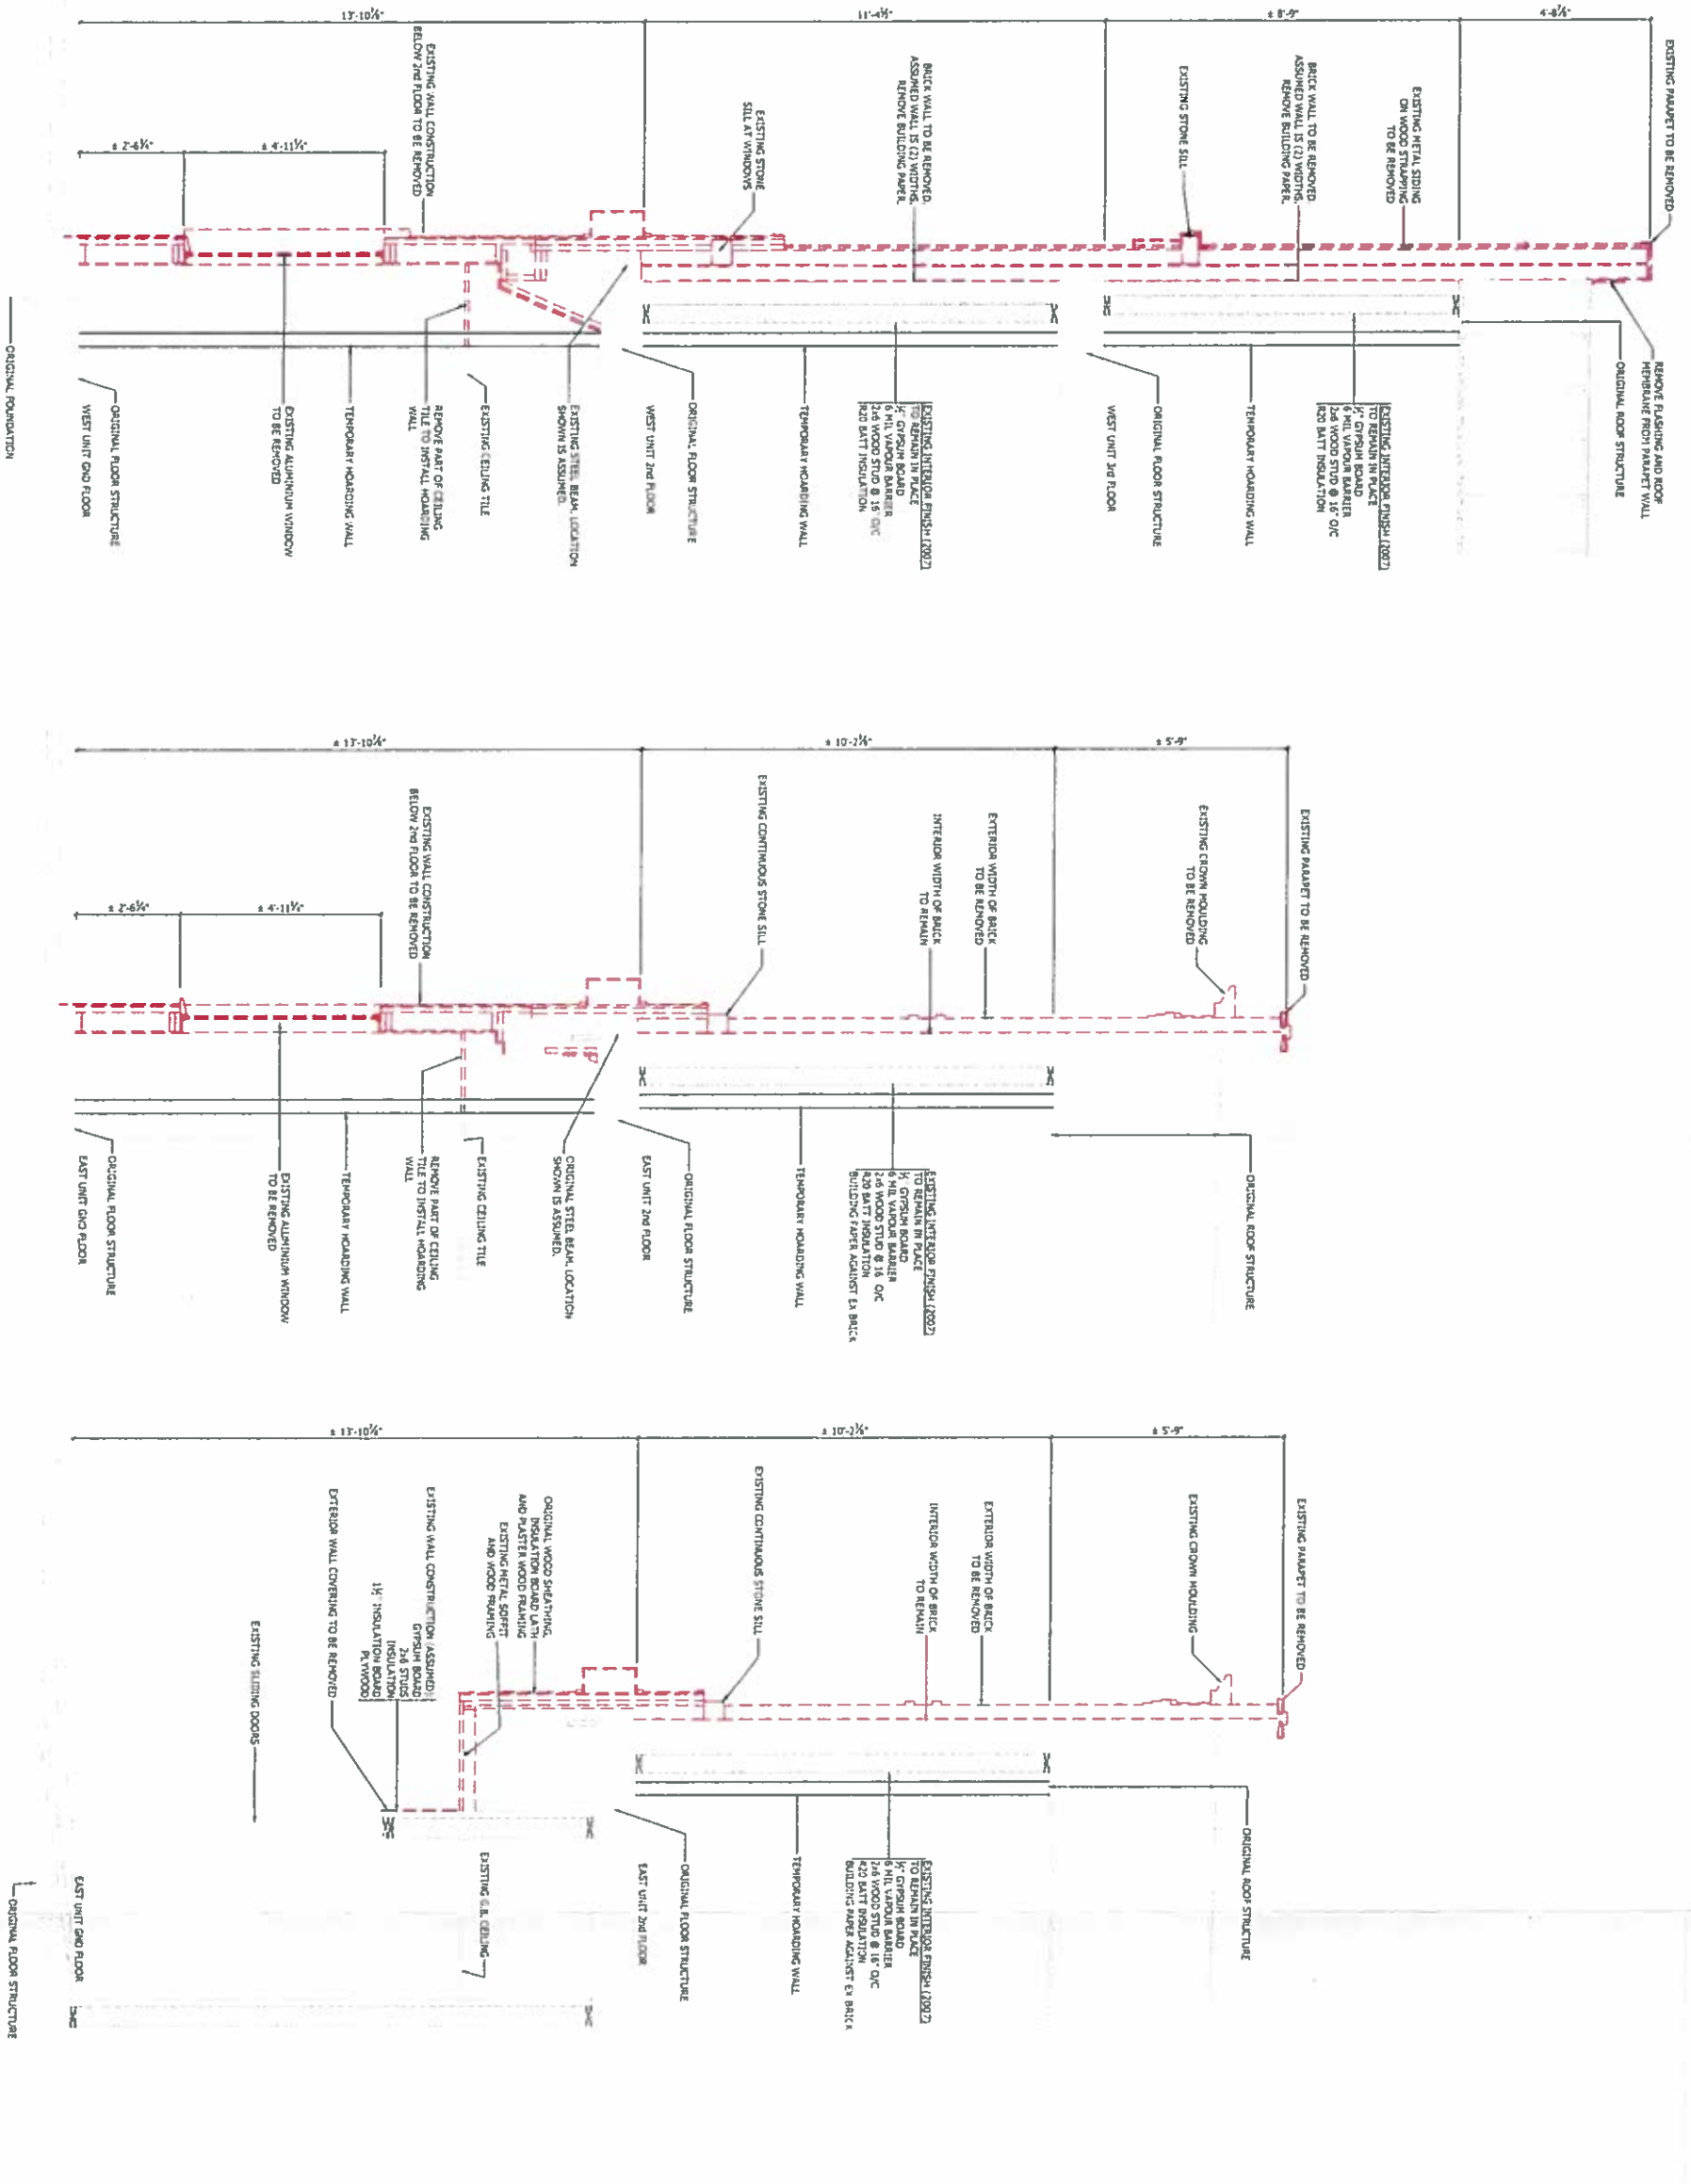 EXISTING PARAPET TO BE REMOVED
4'-8⅞"
REMOVE FLASHING AND ROOF
MEMBRANE FROM PARAPET WALL
ORIGINAL ROOF STRUCTURE
EXISTING METAL SIDING
ON WOOD STRAPPING
TO BE REMOVED
± 8'-9"
BRICK WALL TO BE REMOVED.
ASSUMED WALL IS (2) WIDTHS.
REMOVE BUILDING PAPER.
EXISTING INTERIOR FINISH (2007)
TO REMAIN IN PLACE
½" GYPSUM BOARD
6 MIL VAPOUR BARRIER
2x6 WOOD STUD @ 16" O/C
R20 BATT INSULATION
TEMPORARY HOARDING WALL
EXISTING STONE SILL
ORIGINAL FLOOR STRUCTURE
WEST UNIT 3rd FLOOR
11'-4½"
BRICK WALL TO BE REMOVED.
ASSUMED WALL IS (2) WIDTHS.
REMOVE BUILDING PAPER.
EXISTING INTERIOR FINISH (2007)
TO REMAIN IN PLACE
½" GYPSUM BOARD
6 MIL VAPOUR BARRIER
2x6 WOOD STUD @ 16" O/C
R20 BATT INSULATION
TEMPORARY HOARDING WALL
EXISTING STONE
SILL AT WINDOWS
ORIGINAL FLOOR STRUCTURE
WEST UNIT 2nd FLOOR
EXISTING STEEL BEAM. LOCATION
SHOWN IS ASSUMED.
13'-10⅞"
EXISTING WALL CONSTRUCTION
BELOW 2nd FLOOR TO BE REMOVED
EXISTING CEILING TILE
REMOVE PART OF CEILING
TILE TO INSTALL HOARDING
WALL
± 4'-11¼"
TEMPORARY HOARDING WALL
EXISTING ALUMINIUM WINDOW
TO BE REMOVED
± 2'-6¾"
ORIGINAL FLOOR STRUCTURE
WEST UNIT GND FLOOR
ORIGINAL FOUNDATION
EXISTING PARAPET TO BE REMOVED
± 5'-9"
EXISTING CROWN MOULDING
TO BE REMOVED
ORIGINAL ROOF STRUCTURE
± 10'-2⅞"
EXTERIOR WIDTH OF BRICK
TO BE REMOVED
INTERIOR WIDTH OF BRICK
TO REMAIN
EXISTING INTERIOR FINISH (2007)
TO REMAIN IN PLACE
½" GYPSUM BOARD
6 MIL VAPOUR BARRIER
2x6 WOOD STUD @ 16 O/C
R20 BATT INSULATION
BUILDING PAPER AGAINST EX BRICK
TEMPORARY HOARDING WALL
EXISTING CONTINUOUS STONE SILL
ORIGINAL FLOOR STRUCTURE
EAST UNIT 2nd FLOOR
ORIGINAL STEEL BEAM. LOCATION
SHOWN IS ASSUMED.
± 13'-10⅞"
EXISTING WALL CONSTRUCTION
BELOW 2nd FLOOR TO BE REMOVED
EXISTING CEILING TILE
REMOVE PART OF CEILING
TILE TO INSTALL HOARDING
WALL
± 4'-11¼"
TEMPORARY HOARDING WALL
EXISTING ALUMINIUM WINDOW
TO BE REMOVED
± 2'-6¾"
ORIGINAL FLOOR STRUCTURE
EAST UNIT GND FLOOR
EXISTING PARAPET TO BE REMOVED
± 5'-9"
EXISTING CROWN MOULDING
ORIGINAL ROOF STRUCTURE
± 10'-2⅞"
EXTERIOR WIDTH OF BRICK
TO BE REMOVED
INTERIOR WIDTH OF BRICK
TO REMAIN
EXISTING INTERIOR FINISH (2007)
TO REMAIN IN PLACE
½" GYPSUM BOARD
6 MIL VAPOUR BARRIER
2x6 WOOD STUD @ 16" O/C
R20 BATT INSULATION
BUILDING PAPER AGAINST EX BRICK
TEMPORARY HOARDING WALL
EXISTING CONTINUOUS STONE SILL
ORIGINAL FLOOR STRUCTURE
EAST UNIT 2nd FLOOR
± 13'-10⅞"
ORIGINAL WOOD SHEATHING,
INSULATION BOARD LATH
AND PLASTER WOOD FRAMING
EXISTING METAL SOFFIT
AND WOOD FRAMING
EXISTING G.B. CEILING
EXISTING WALL CONSTRUCTION (ASSUMED)
GYPSUM BOARD
2x6 STUDS
INSULATION
1½" INSULATION BOARD
PLYWOOD
EXTERIOR WALL COVERING TO BE REMOVED
EXISTING SLIDING DOORS
EAST UNIT GND FLOOR
ORIGINAL FLOOR STRUCTURE